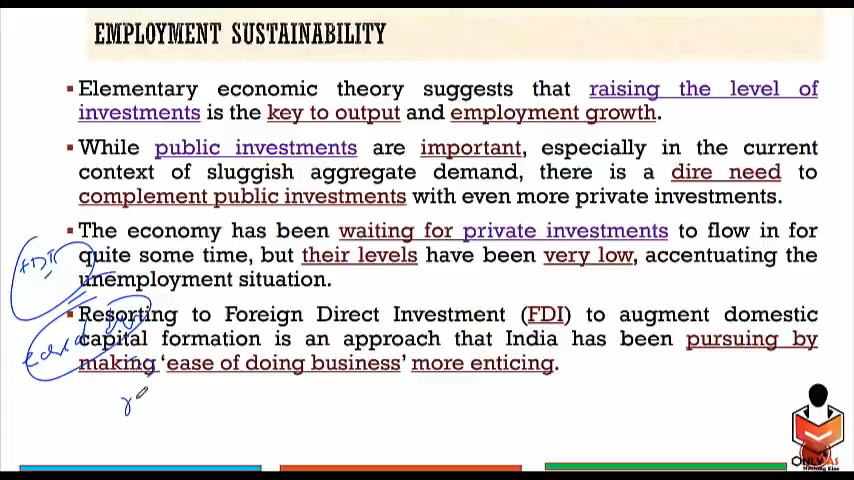 EMPLOYMENT SUSTAINABILITY
▪ Elementary economic theory suggests that raising the level of
investments is the key to output and employment growth.
▪ While public investments are important, especially in the current
context of sluggish aggregate demand, there is a dire need to
complement public investments with even more private investments.
▪ The economy has been waiting for private investments to flow in for
quite some time, but their levels have been very low, accentuating the
unemployment situation.
▪ Resorting to Foreign Direct Investment (FDI) to augment domestic
capital formation is an approach that India has been pursuing by
making ‘ease of doing business’ more enticing.
FDI
ONLY IAS
Nothing Else